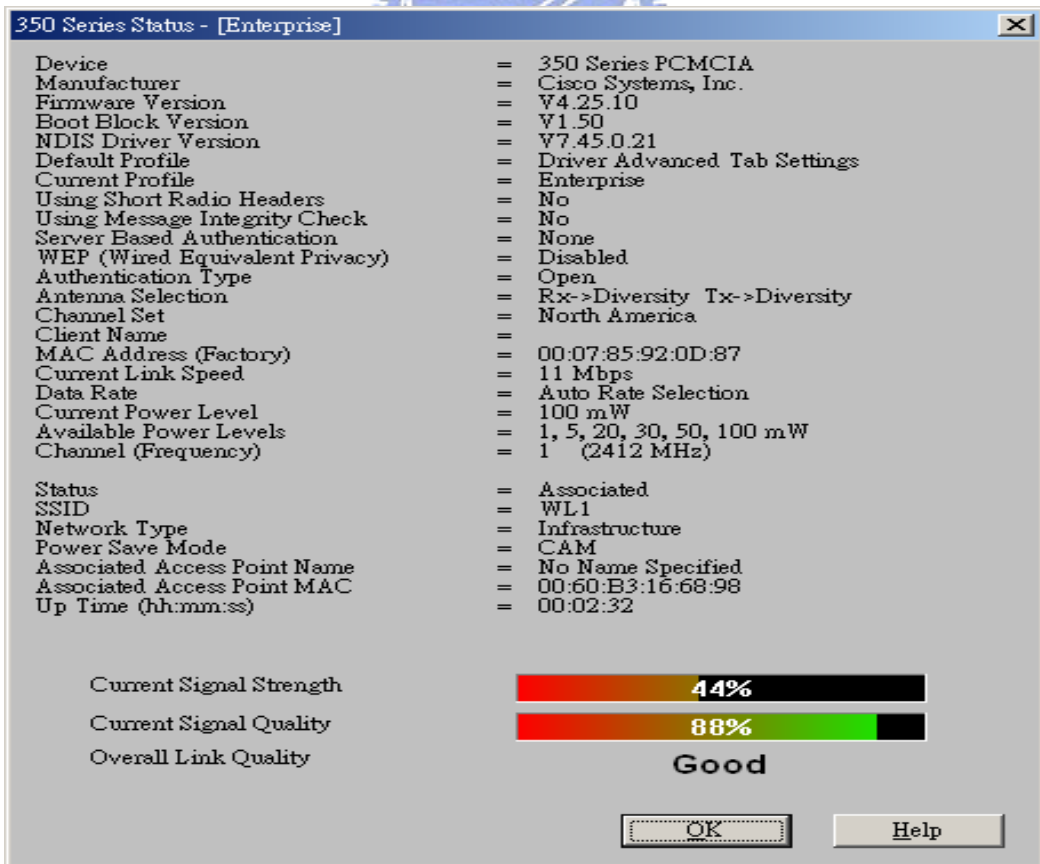 350 Series Status - [Enterprise]
Device = 350 Series PCMCIA
Manufacturer = Cisco Systems, Inc.
Firmware Version = V4.25.10
Boot Block Version = V1.50
NDIS Driver Version = V7.45.0.21
Default Profile = Driver Advanced Tab Settings
Current Profile = Enterprise
Using Short Radio Headers = No
Using Message Integrity Check = No
Server Based Authentication = None
WEP (Wired Equivalent Privacy) = Disabled
Authentication Type = Open
Antenna Selection = Rx->Diversity Tx->Diversity
Channel Set = North America
Client Name =
MAC Address (Factory) = 00:07:85:92:0D:87
Current Link Speed = 11 Mbps
Data Rate = Auto Rate Selection
Current Power Level = 100 mW
Available Power Levels = 1, 5, 20, 30, 50, 100 mW
Channel (Frequency) = 1 (2412 MHz)
Status = Associated
SSID = WL1
Network Type = Infrastructure
Power Save Mode = CAM
Associated Access Point Name = No Name Specified
Associated Access Point MAC = 00:60:B3:16:68:98
Up Time (hh:mm:ss) = 00:02:32
Current Signal Strength 44%
Current Signal Quality 88%
Overall Link Quality Good
OK Help